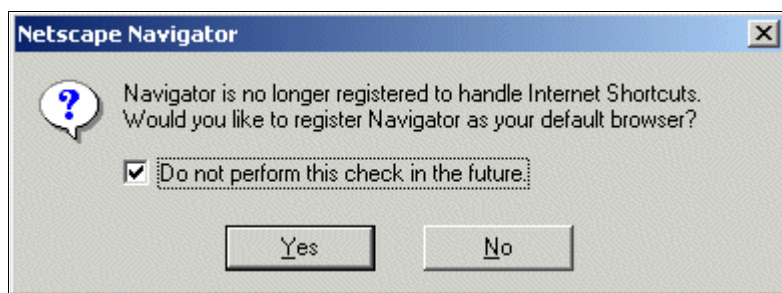 Netscape Navigator
Navigator is no longer registered to handle Internet Shortcuts.
Would you like to register Navigator as your default browser?
Do not perform this check in the future.
Yes No